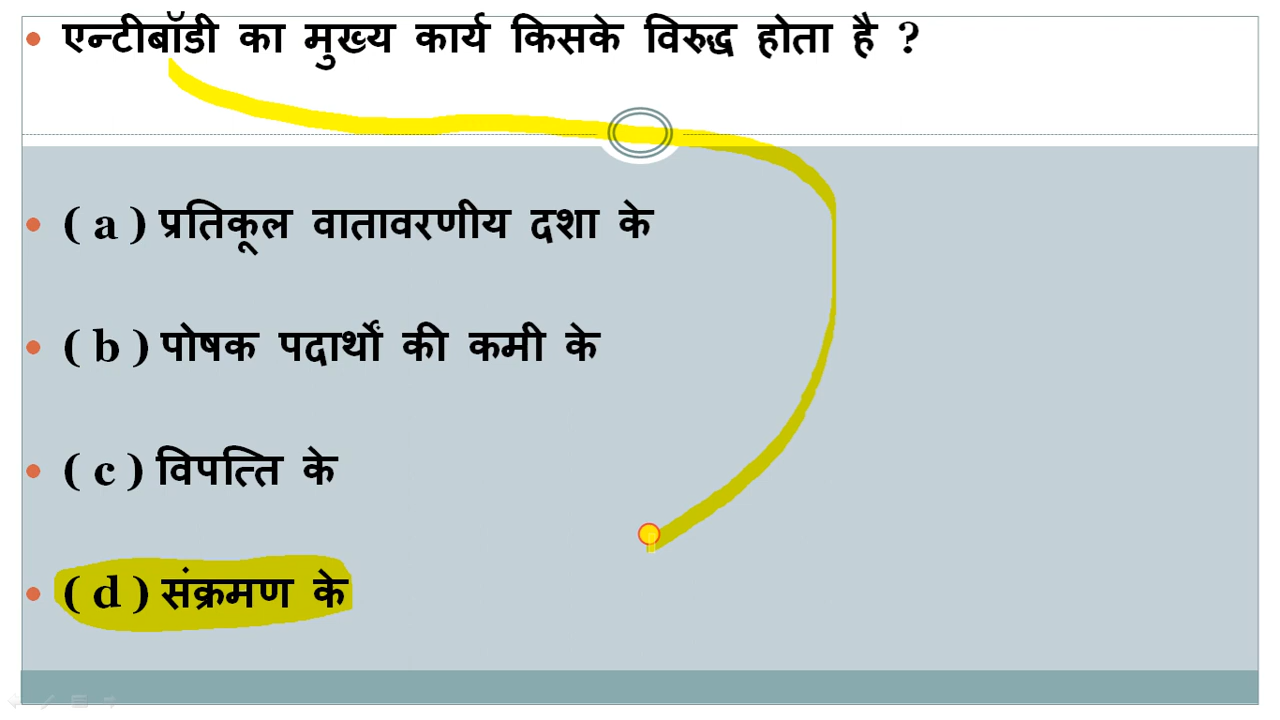 एन्टीबॉडी का मुख्य कार्य किसके विरुद्ध होता है ?
( a ) प्रतिकूल वातावरणीय दशा के
( b ) पोषक पदार्थों की कमी के
( c ) विपत्ति के
( d ) संक्रमण के